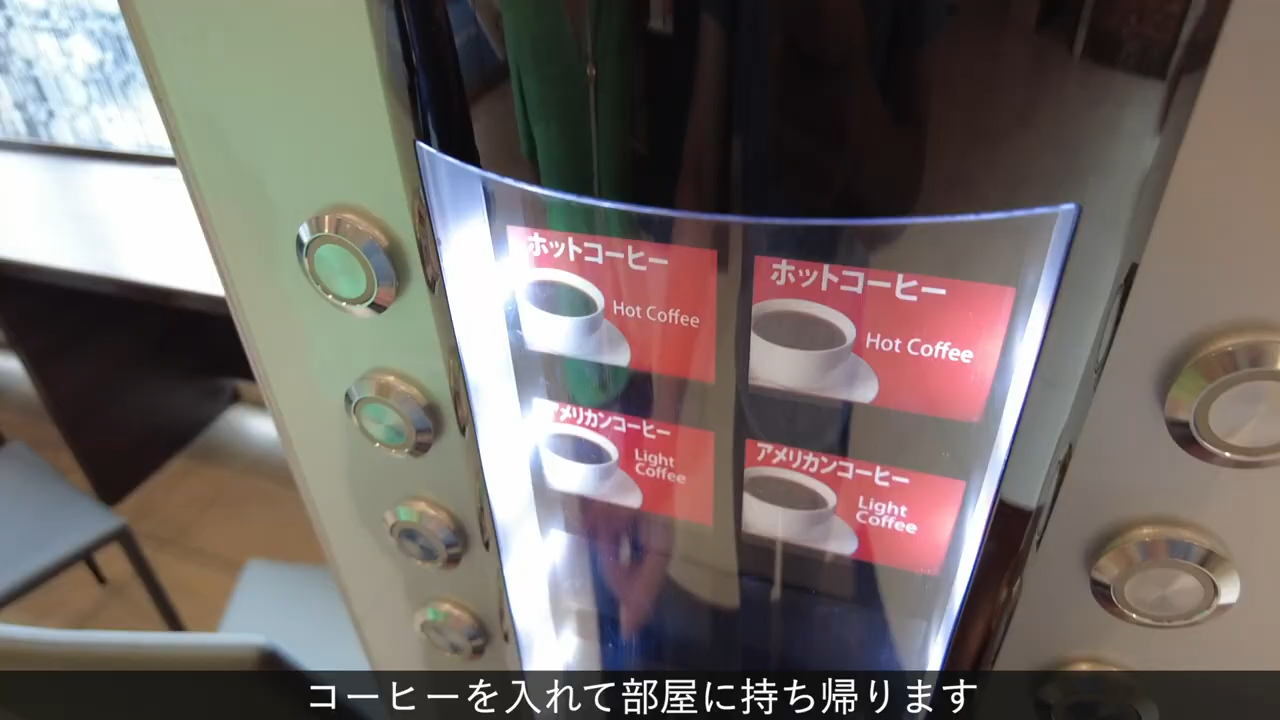 ホットコーヒー
Hot Coffee
ホットコーヒー
Hot Coffee
アメリカンコーヒー
Light
Coffee
アメリカンコーヒー
Light
Coffee
コーヒーを入れて部屋に持ち帰ります